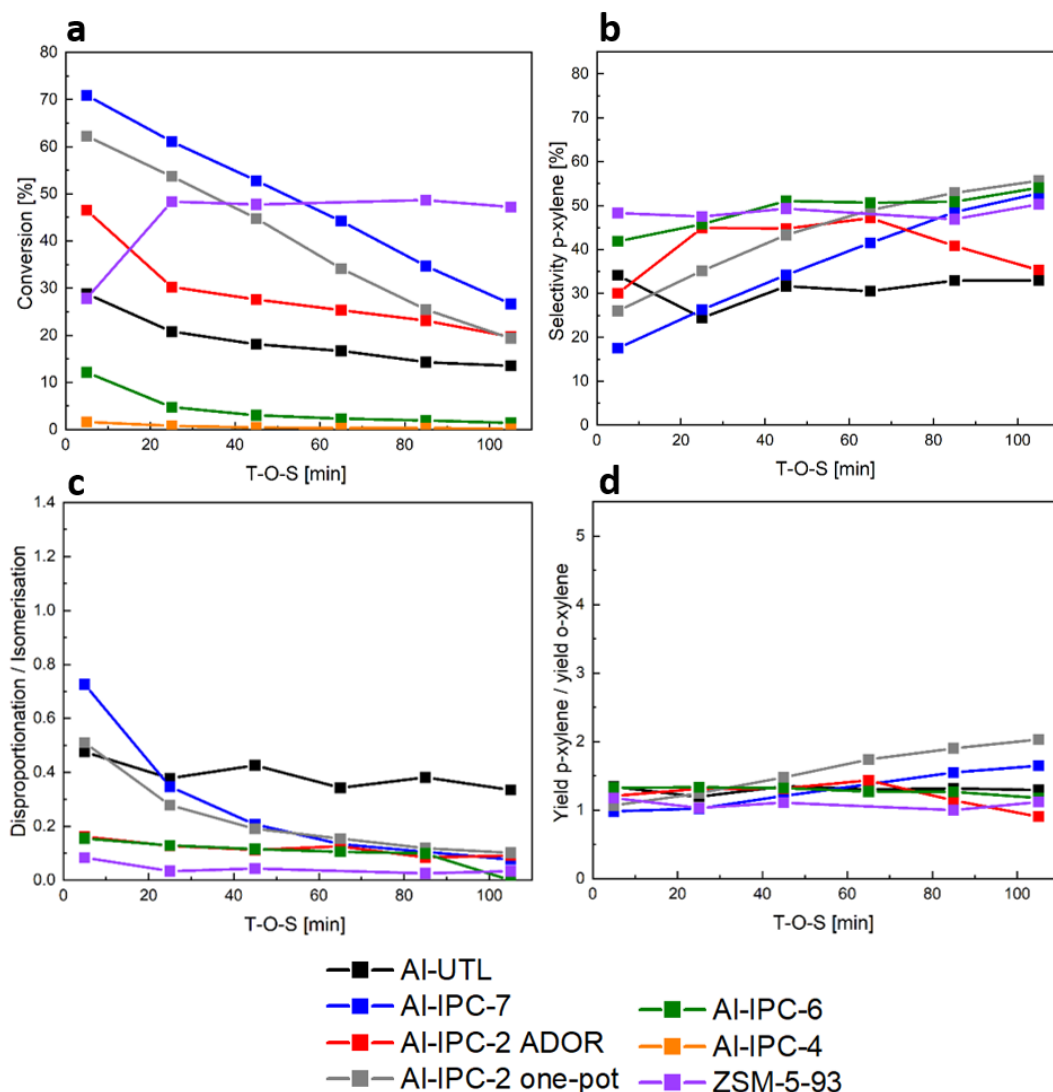 a
b
80
70
60
50
40
30
20
10
0
Conversion [%]
0 20 40 60 80 100
T-O-S [min]
80
70
60
50
40
30
20
10
0
Selectivity p-xylene [%]
0 20 40 60 80 100
T-O-S [min]
c
d
1.4
1.2
1.0
0.8
0.6
0.4
0.2
0.0
Disproportionation / Isomerisation
0 20 40 60 80 100
T-O-S [min]
5
4
3
2
1
0
Yield p-xylene / yield o-xylene
0 20 40 60 80 100
T-O-S [min]
Al-UTL
Al-IPC-7
Al-IPC-2 ADOR
Al-IPC-2 one-pot
Al-IPC-6
Al-IPC-4
ZSM-5-93